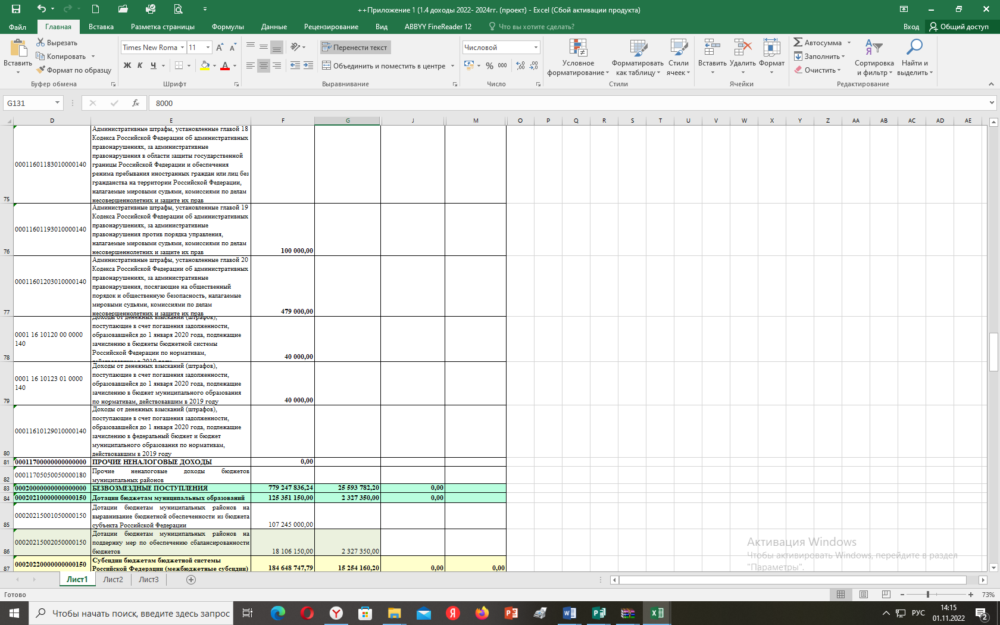 ++Приложение 1 (1.4 доходы 2022- 2024гг. (проект) - Excel (Сбой активации продукта)
Файл Главная Вставка Разметка страницы Формулы Данные Рецензирование Вид ABBYY FineReader 12 Что вы хотите сделать? Вход Общий доступ
Вставить
Вырезать
Копировать
Формат по образцу
Буфер обмена
Times New Roma 11
Ж К Ч
Шрифт
Перенести текст
Объединить и поместить в центре
Выравнивание
Числовой
% 000
Число
Условное форматирование
Форматировать как таблицу
Стили ячеек
Стили
Вставить Удалить Формат
Ячейки
Автосумма
Заполнить
Очистить
Сортировка и фильтр
Найти и выделить
Редактирование
G131 fx 8000
D E F G J M O P Q R S T U V W X Y Z AA AB AC AD AE
75 00011601183010000140
Административные штрафы, установленные главой 18
Кодекса Российской Федерации об административных
правонарушениях, за административные
правонарушения в области защиты государственной
границы Российской Федерации и обеспечения
режима пребывания иностранных граждан или лиц без
гражданства на территории Российской Федерации,
налагаемые мировыми судьями, комиссиями по делам
несовершеннолетних и защите их прав
76 00011601193010000140
Административные штрафы, установленные главой 19
Кодекса Российской Федерации об административных
правонарушениях, за административные
правонарушения против порядка управления,
налагаемые мировыми судьями, комиссиями по делам
несовершеннолетних и защите их прав
100 000,00
77 00011601203010000140
Административные штрафы, установленные главой 20
Кодекса Российской Федерации об административных
правонарушениях, за административные
правонарушения, посягающие на общественный
порядок и общественную безопасность, налагаемые
мировыми судьями, комиссиями по делам
несовершеннолетних и защите их прав
479 000,00
78 0001 16 10120 00 0000
140
Доходы от денежных взысканий (штрафов),
поступающие в счет погашения задолженности,
образовавшейся до 1 января 2020 года, подлежащие
зачислению в бюджеты бюджетной системы
Российской Федерации по нормативам,
действовавшим в 2019 году
40 000,00
79 0001 16 10123 01 0000
140
Доходы от денежных взысканий (штрафов),
поступающие в счет погашения задолженности,
образовавшейся до 1 января 2020 года, подлежащие
зачислению в бюджет муниципального образования
по нормативам, действовавшим в 2019 году
40 000,00
80 00011610129010000140
Доходы от денежных взысканий (штрафов),
поступающие в счет погашения задолженности,
образовавшейся до 1 января 2020 года, подлежащие
зачислению в федеральный бюджет и бюджет
муниципального образования по нормативам,
действовавшим в 2019 году
81 00011700000000000000 ПРОЧИЕ НЕНАЛОГОВЫЕ ДОХОДЫ 0,00
82 00011705050050000180
Прочие неналоговые доходы бюджетов
муниципальных районов
83 00020000000000000000 БЕЗВОЗМЕЗДНЫЕ ПОСТУПЛЕНИЯ 779 247 836,24 25 593 782,20 0,00
84 00020210000000000150 Дотации бюджетам муниципальных образований 125 351 150,00 2 327 350,00 0,00
85 00020215001050000150
Дотации бюджетам муниципальных районов на
выравнивание бюджетной обеспеченности из бюджета
субъекта Российской Федерации
107 245 000,00
86 00020215002050000150
Дотации бюджетам муниципальных районов на
поддержку мер по обеспечению сбалансированности
бюджетов
18 106 150,00 2 327 350,00
87 00020220000000000150
Субсидии бюджетам бюджетной системы
Российской Федерации (межбюджетные субсидии)
184 648 747,79 15 254 160,20 0,00 0,00
Активация Windows
Чтобы активировать Windows, перейдите в раздел
"Параметры".
Лист1 Лист2 Лист3
Готово 73%
Чтобы начать поиск, введите здесь запрос
РУС
14:15
01.11.2022
2